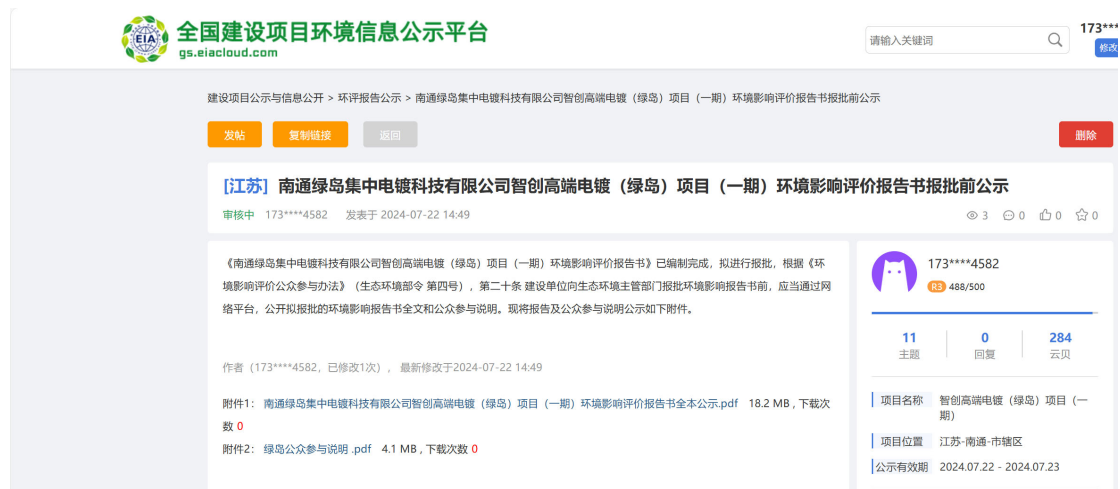 EIA
全国建设项目环境信息公示平台
gs.eiacloud.com
请输入关键词
173***
修改
建设项目公示与信息公开 > 环评报告公示 > 南通绿岛集中电镀科技有限公司智创高端电镀（绿岛）项目（一期）环境影响评价报告书报批前公示
发帖
复制链接
返回
删除
[江苏] 南通绿岛集中电镀科技有限公司智创高端电镀（绿岛）项目（一期）环境影响评价报告书报批前公示
审核中 173****4582 发表于 2024-07-22 14:49
3 0 0 0
《南通绿岛集中电镀科技有限公司智创高端电镀（绿岛）项目（一期）环境影响评价报告书》已编制完成，拟进行报批，根据《环
境影响评价公众参与办法》（生态环境部令 第四号），第二十条 建设单位向生态环境主管部门报批环境影响报告书前，应当通过网
络平台，公开拟报批的环境影响报告书全文和公众参与说明。现将报告及公众参与说明公示如下附件。
作者（173****4582，已修改1次）， 最新修改于2024-07-22 14:49
附件1： 南通绿岛集中电镀科技有限公司智创高端电镀（绿岛）项目（一期）环境影响评价报告书全本公示.pdf 18.2 MB , 下载次
数 0
附件2： 绿岛公众参与说明 .pdf 4.1 MB , 下载次数 0
173****4582
R3 488/500
11 0 284
主题 回复 云贝
项目名称 智创高端电镀（绿岛）项目（一
期）
项目位置 江苏-南通-市辖区
公示有效期 2024.07.22 - 2024.07.23